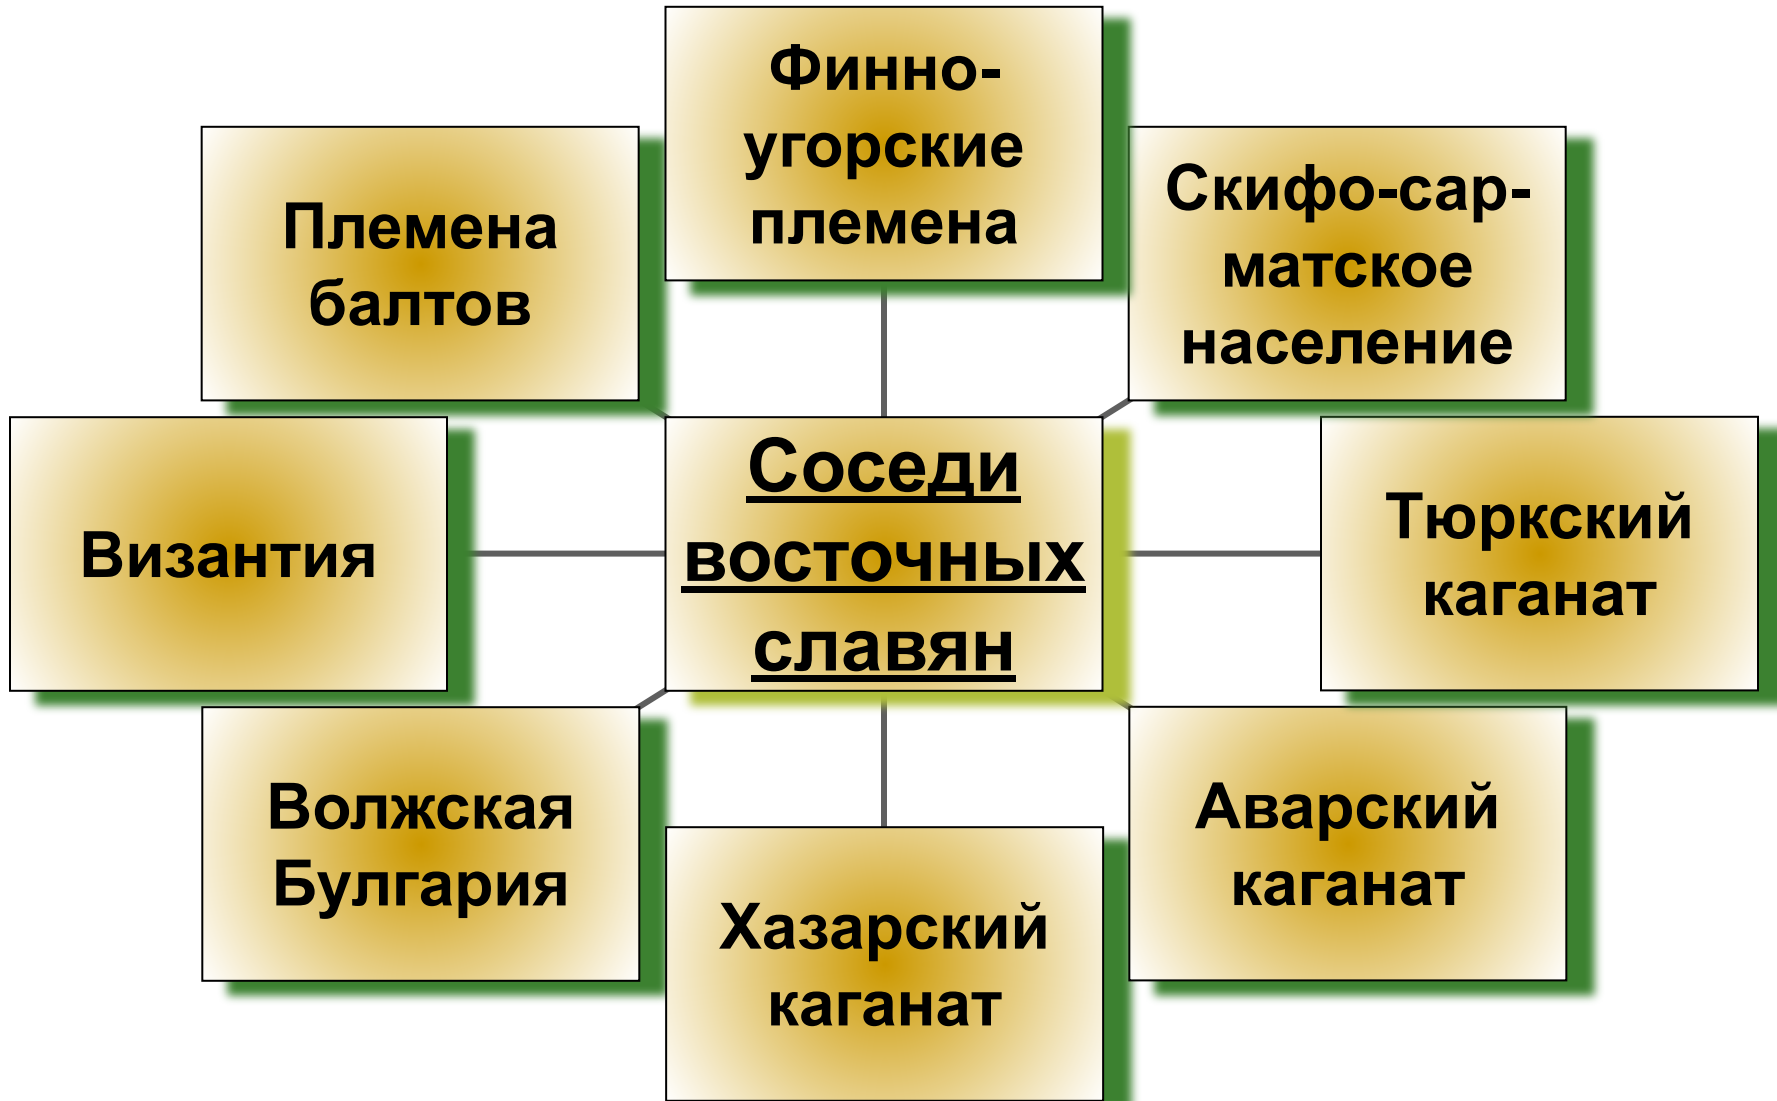 Финно-
угорские
племена
Скифо-сар-
матское
население
Племена
балтов
Соседи
восточных
славян
Византия
Тюркский
каганат
Волжская
Булгария
Аварский
каганат
Хазарский
каганат